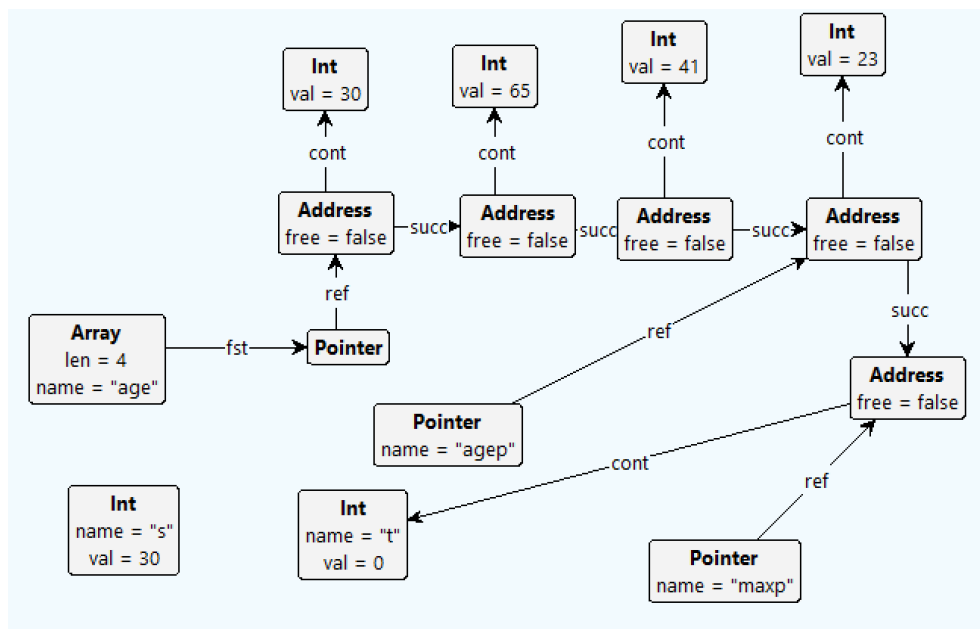 Int
val = 30
Int
val = 65
Int
val = 41
Int
val = 23
cont
cont
cont
cont
Address
free = false
succ
Address
free = false
succ
Address
free = false
succ
Address
free = false
ref
succ
Array
len = 4
name = "age"
fst
Pointer
ref
Address
free = false
Pointer
name = "agep"
cont
ref
Int
name = "s"
val = 30
Int
name = "t"
val = 0
Pointer
name = "maxp"